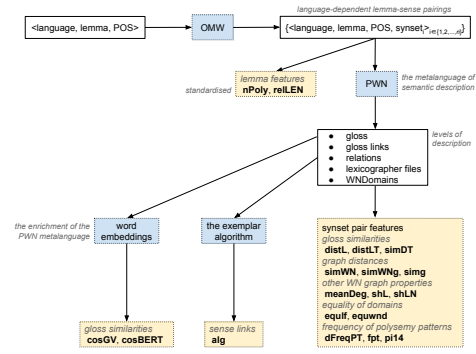 language-dependent lemma-sense pairings
<language, lemma, POS>
OMW
{<language, lemma, POS, synset>i i∈{1,2,...,n}}
lemma features
standardised
nPoly, relLEN
PWN
the metalanguage of
semantic description
levels of
description
● gloss
● gloss links
● relations
● lexicographer files
● WNDomains
the enrichment of the
PWN metalanguage
word
embeddings
the exemplar
algorithm
synset pair features
gloss similarities
distL, distLT, simDT
graph distances
simWN, simWNg, simg
other WN graph properties
meanDeg, shL, shLN
equality of domains
equlf, equwnd
frequency of polysemy patterns
dFreqPT, fpt, pi14
gloss similarities
cosGV, cosBERT
sense links
alg